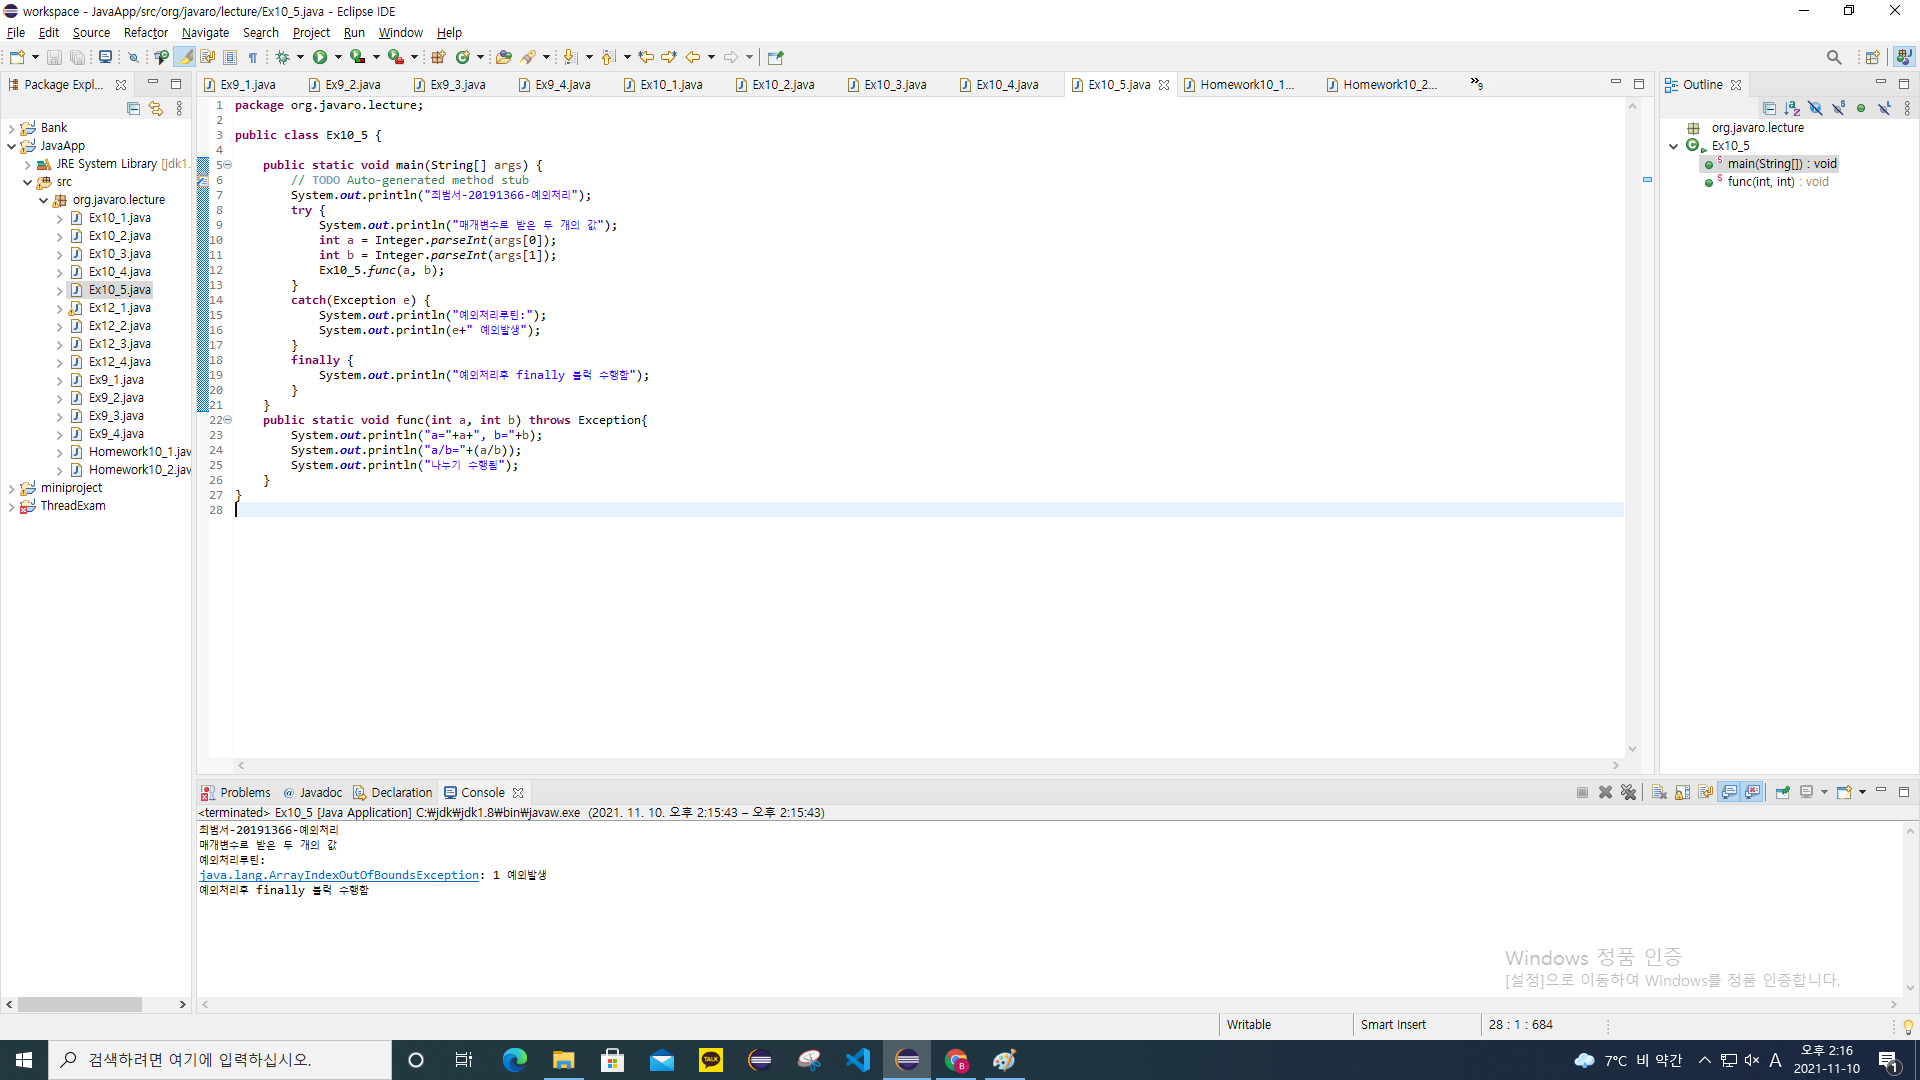 workspace - JavaApp/src/org/javaro/lecture/Ex10_5.java - Eclipse IDE
File Edit Source Refactor Navigate Search Project Run Window Help
Package Expl...
Ex9_1.java Ex9_2.java Ex9_3.java Ex9_4.java Ex10_1.java Ex10_2.java Ex10_3.java Ex10_4.java Ex10_5.java Homework10_1... Homework10_2... »9
Outline
Bank
JavaApp
JRE System Library [jdk1.
src
org.javaro.lecture
Ex10_1.java
Ex10_2.java
Ex10_3.java
Ex10_4.java
Ex10_5.java
Ex12_1.java
Ex12_2.java
Ex12_3.java
Ex12_4.java
Ex9_1.java
Ex9_2.java
Ex9_3.java
Ex9_4.java
Homework10_1.jav
Homework10_2.jav
miniproject
ThreadExam
1 package org.javaro.lecture;
2
3 public class Ex10_5 {
4
5 public static void main(String[] args) {
6 // TODO Auto-generated method stub
7 System.out.println("최범서-20191366-예외처리");
8 try {
9 System.out.println("매개변수로 받은 두 개의 값");
10 int a = Integer.parseInt(args[0]);
11 int b = Integer.parseInt(args[1]);
12 Ex10_5.func(a, b);
13 }
14 catch(Exception e) {
15 System.out.println("예외처리루틴:");
16 System.out.println(e+" 예외발생");
17 }
18 finally {
19 System.out.println("예외처리후 finally 블럭 수행함");
20 }
21 }
22 public static void func(int a, int b) throws Exception{
23 System.out.println("a="+a+", b="+b);
24 System.out.println("a/b="+(a/b));
25 System.out.println("나누기 수행됨");
26 }
27 }
28
org.javaro.lecture
Ex10_5
main(String[]) : void
func(int, int) : void
Problems Javadoc Declaration Console
<terminated> Ex10_5 [Java Application] C:₩jdk₩jdk1.8₩bin₩javaw.exe (2021. 11. 10. 오후 2:15:43 – 오후 2:15:43)
최범서-20191366-예외처리
매개변수로 받은 두 개의 값
예외처리루틴:
java.lang.ArrayIndexOutOfBoundsException: 1 예외발생
예외처리후 finally 블럭 수행함
Windows 정품 인증
[설정]으로 이동하여 Windows를 정품 인증합니다.
Writable Smart Insert 28 : 1 : 684
검색하려면 여기에 입력하십시오.
TALK
B
7°C 비 약간
A
오후 2:16
2021-11-10
1